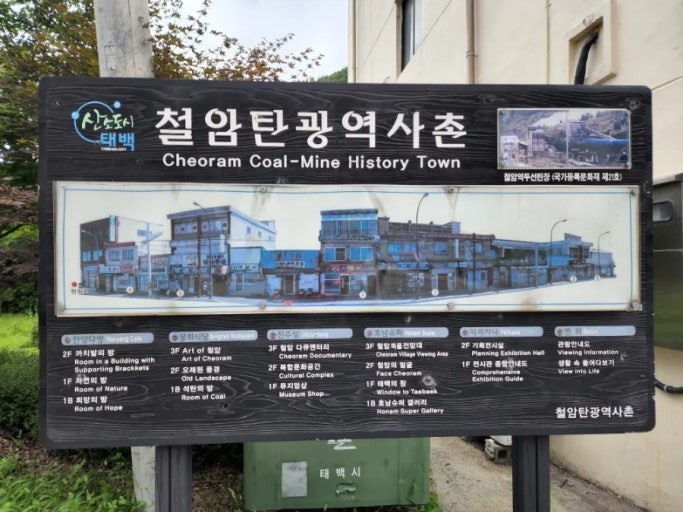 산소도시
태백
철암탄광역사촌
Cheoram Coal-Mine History Town
철암역두선탄장 (국가등록문화재 제21호)
한양다방
2F 까치발의 방
Room in a Building with
Supporting Brackets
1F 자연의 방
Room of Nature
1B 희망의 방
Room of Hope
봉화식당
3F Art of 철암
Art of Cheoram
2F 오래된 풍경
Old Landscape
1B 석탄의 방
Room of Coal
진주성
3F 철암 다큐멘터리
Cheoram Documentary
2F 복합문화공간
Cultural Complex
1F 뮤지엄샵
Museum Shop
호남슈퍼 Honam Super
3F 철암마을전망대
Cheoram Village Viewing Area
2F 철암의 얼굴
Face Cheoram
1F 태백의 창
Window to Taebaek
1B 호남슈퍼 갤러리
Honam Super Gallery
페리카나 Pelicana
2F 기획전시실
Planning Exhibition Hall
1F 전시관 종합안내도
Comprehensive
Exhibition Guide
관람안내도
Viewing Information
생활 속 들여다보기
View into Life
철암탄광역사촌
태백시